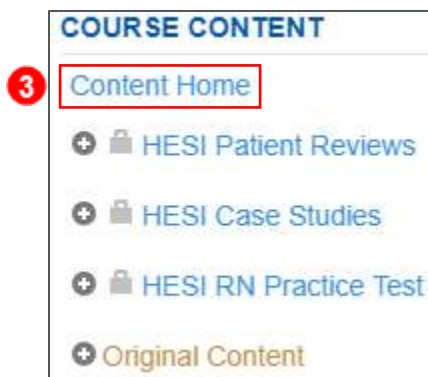 COURSE CONTENT
3 Content Home
HESI Patient Reviews
HESI Case Studies
HESI RN Practice Test
Original Content